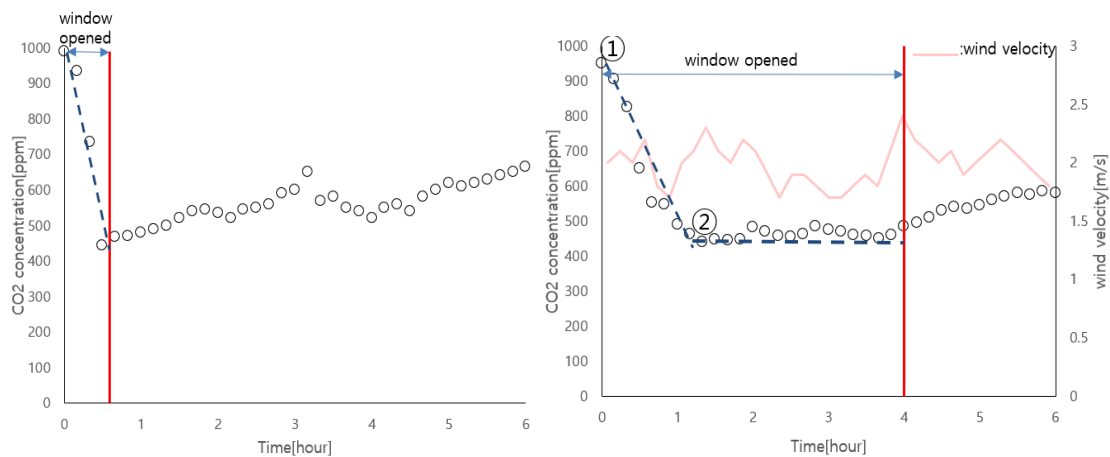 window
opened
1000
900
800
700
600
500
400
300
200
100
0
CO2 concentration[ppm]
0 1 2 3 4 5 6
Time[hour]
①
window opened
:wind velocity
②
1000
900
800
700
600
500
400
300
200
100
0
CO2 concentration[ppm]
3
2.5
2
1.5
1
0.5
0
wind velocity[m/s]
0 1 2 3 4 5 6
Time[hour]